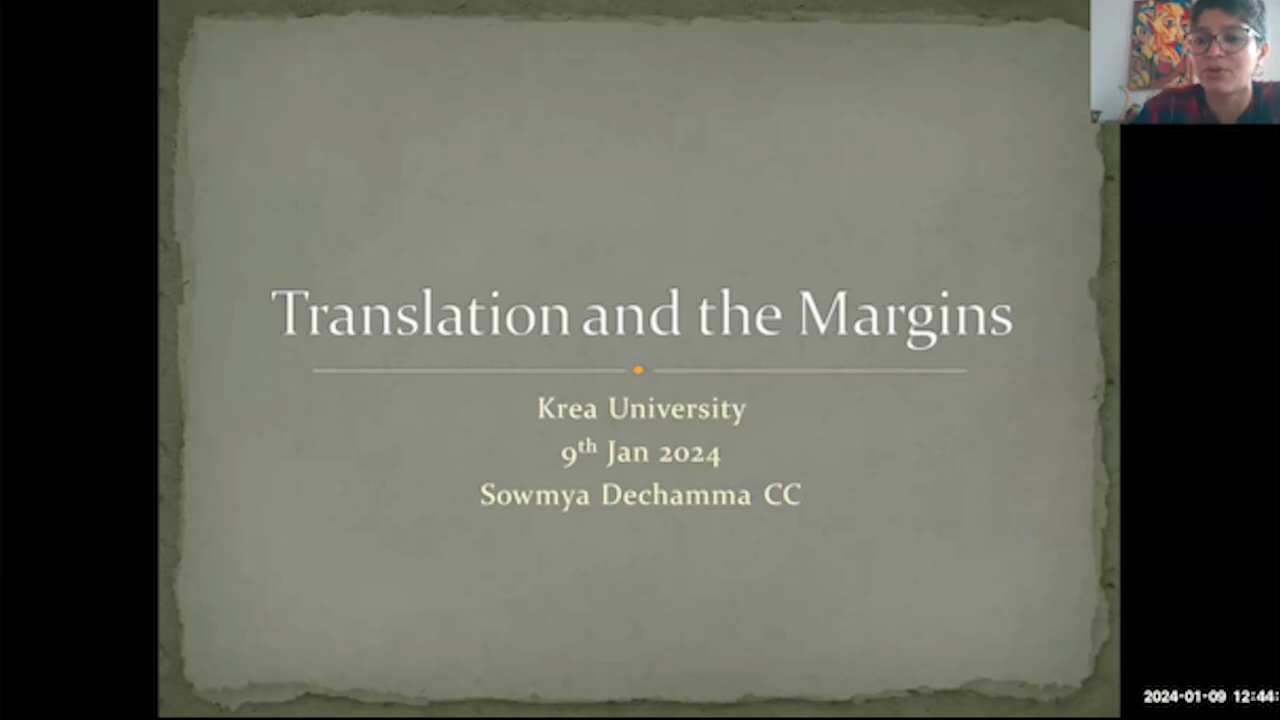 Translation and the Margins
Krea University
9th Jan 2024
Sowmya Dechamma CC
2024-01-09 12:44: